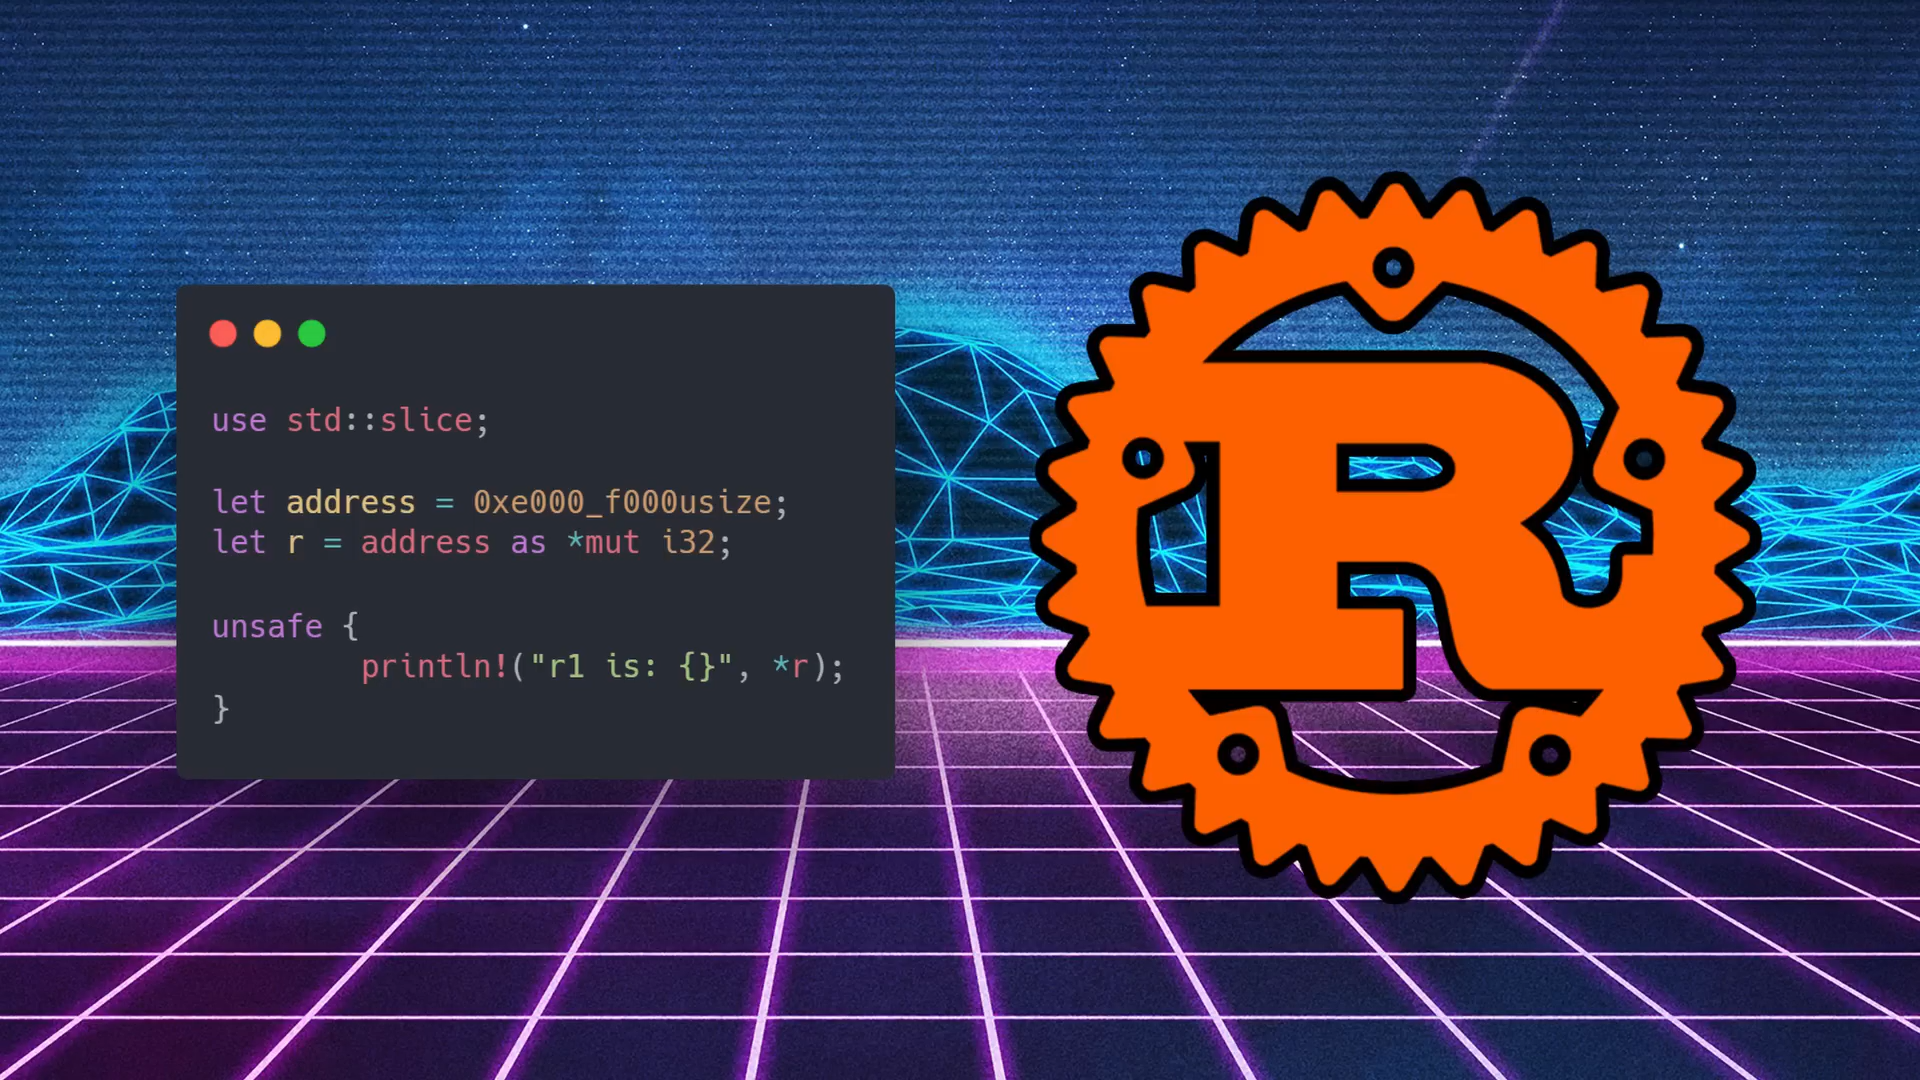 use std::slice;
let address = 0xe000_f000usize;
let r = address as *mut i32;
unsafe {
println!("r1 is: {}", *r);
}
R